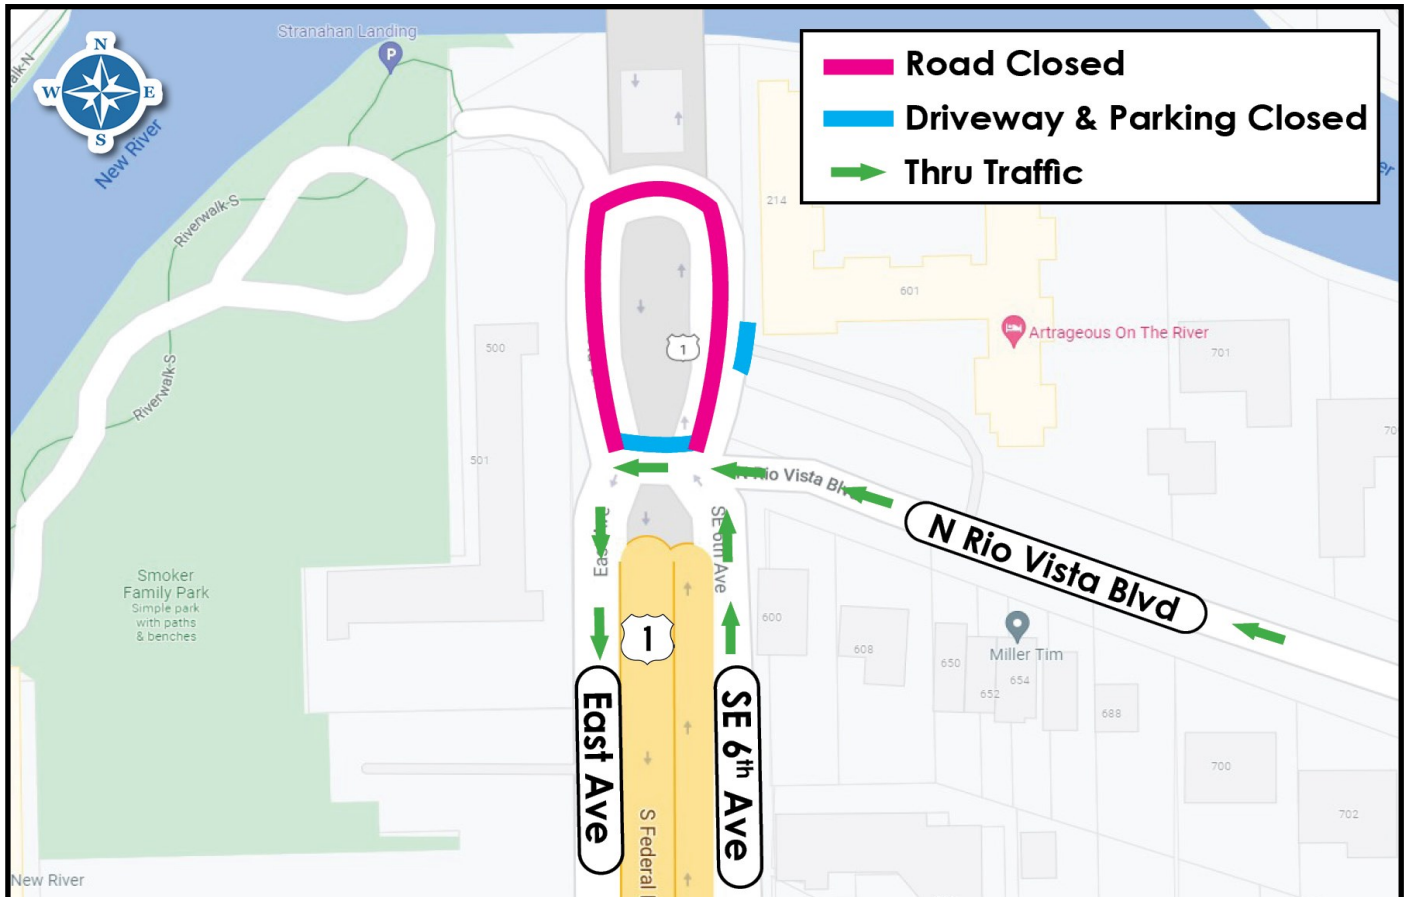 Stranahan Landing
P
N
W
E
S
New River
Road Closed
Driveway & Parking Closed
Thru Traffic
Riverwalk-S
Riverwalk-S
214
601
Artrageous On The River
701
500
501
1
N Rio Vista Blvd
N Rio Vista Blvd
SE 6th Ave
Smoker
Family Park
Simple park
with paths
& benches
600
608
650
652
654
Miller Tim
688
700
702
1
East Ave
SE 6th Ave
S Federal
New River